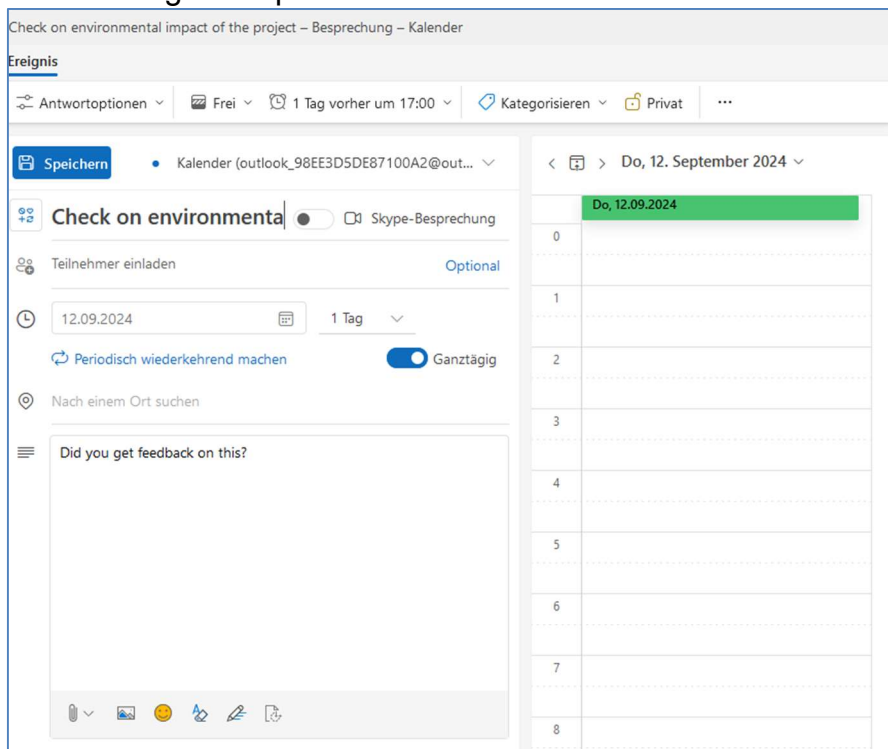 Check on environmental impact of the project – Besprechung – Kalender
Ereignis
Antwortoptionen Frei 1 Tag vorher um 17:00 Kategorisieren Privat ...
Speichern Kalender (outlook_98EE3D5DE87100A2@out...
Do, 12. September 2024
Check on environmenta Skype-Besprechung
Teilnehmer einladen Optional
12.09.2024 1 Tag
Periodisch wiederkehrend machen Ganztägig
Nach einem Ort suchen
Did you get feedback on this?
Do, 12.09.2024
0
1
2
3
4
5
6
7
8